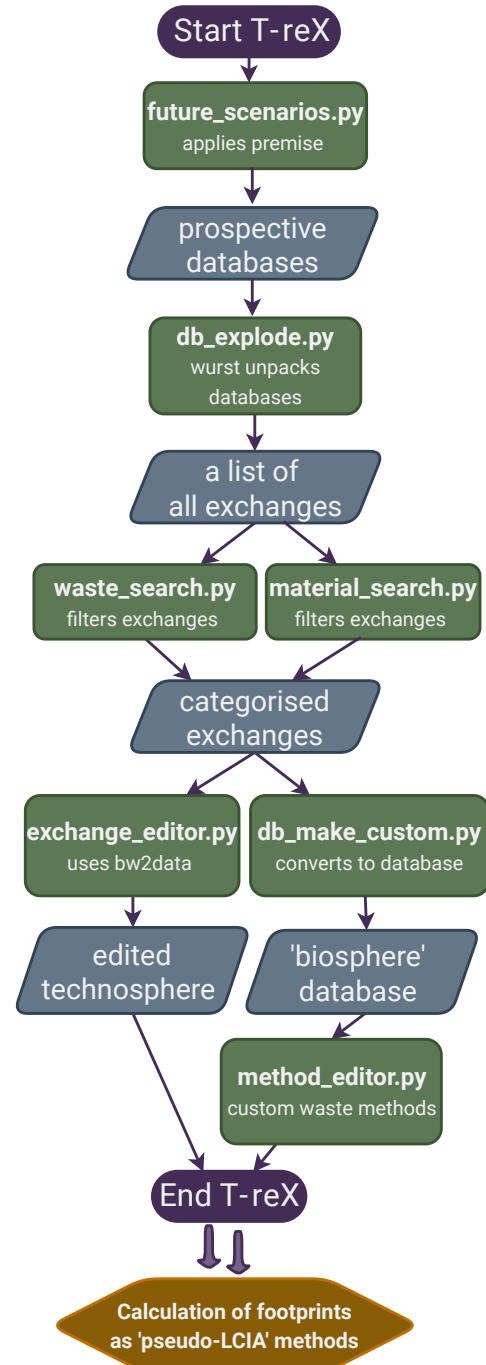 Start T-reX
future_scenarios.py
applies premise
prospective
databases
db_explode.py
wurst unpacks
databases
a list of
all exchanges
waste_search.py
filters exchanges
material_search.py
filters exchanges
categorised
exchanges
exchange_editor.py
uses bw2data
db_make_custom.py
converts to database
edited
technosphere
'biosphere'
database
method_editor.py
custom waste methods
End T-reX
Calculation of footprints
as 'pseudo-LCIA' methods